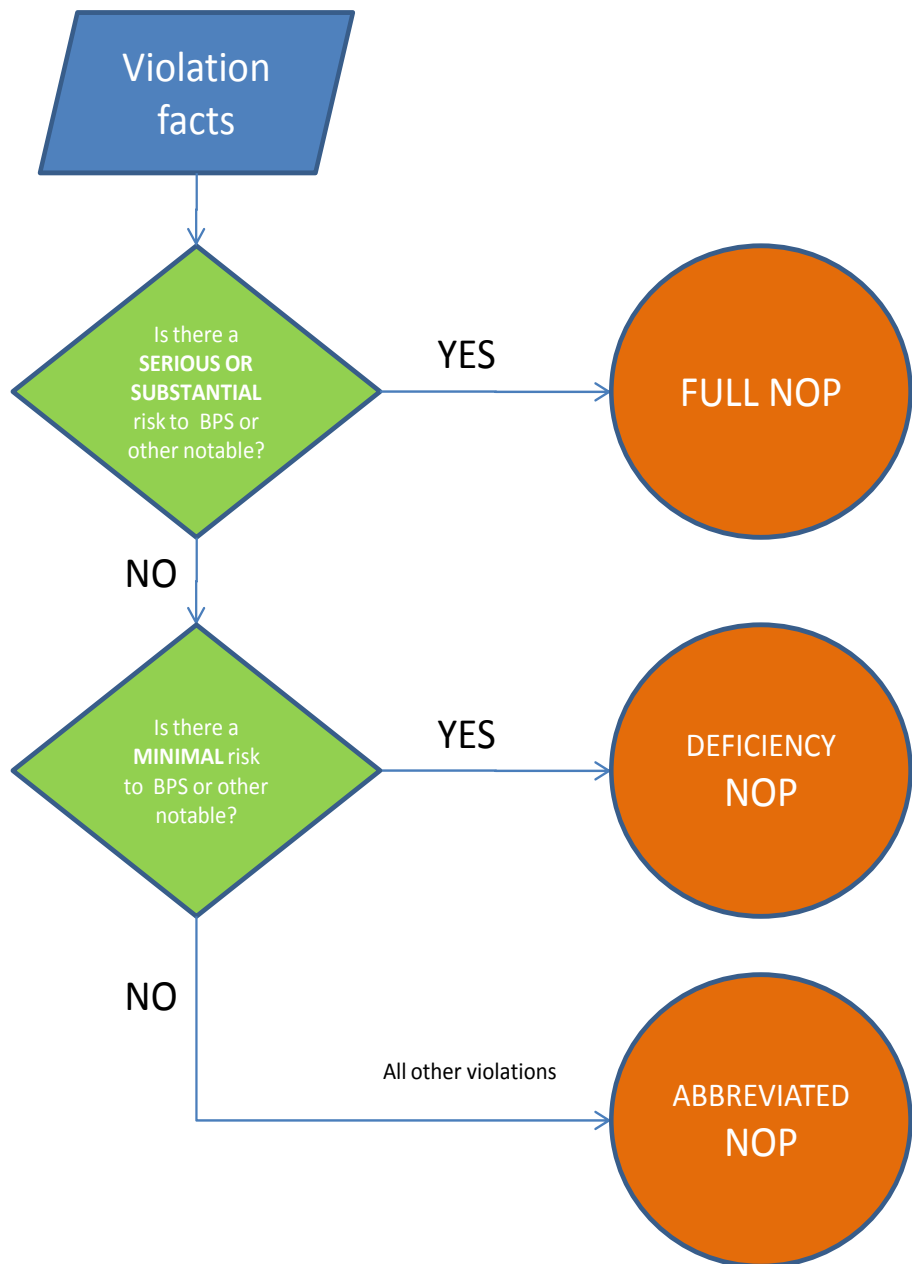 Violation
facts
Is there a
SERIOUS OR
SUBSTANTIAL
risk to BPS or
other notable?
YES
FULL NOP
NO
Is there a
MINIMAL risk
to BPS or other
notable?
YES
DEFICIENCY
NOP
NO
All other violations
ABBREVIATED
NOP